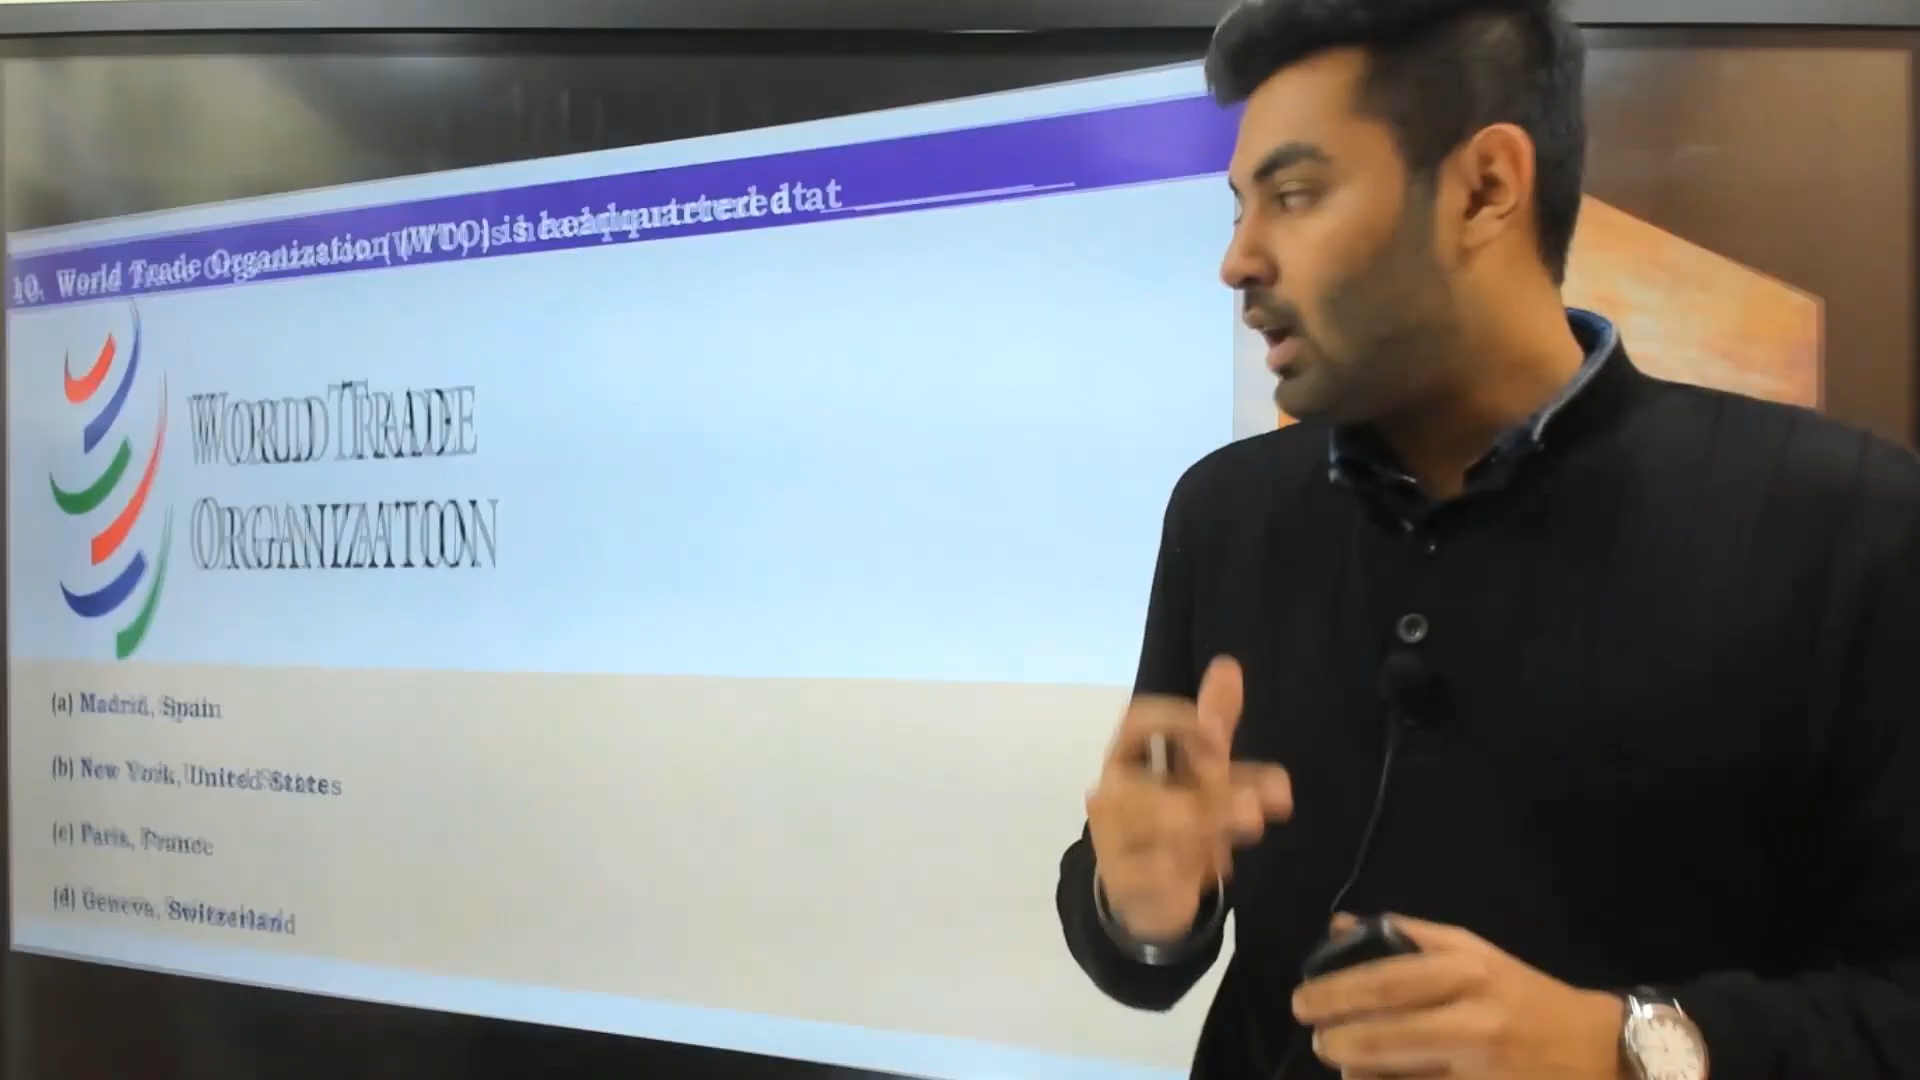 10. World Trade Organization (WTO) is headquartered at
WORLD TRADE
ORGANIZATION
(a) Madrid, Spain
(b) New York, United States
(c) Paris, France
(d) Geneva, Switzerland